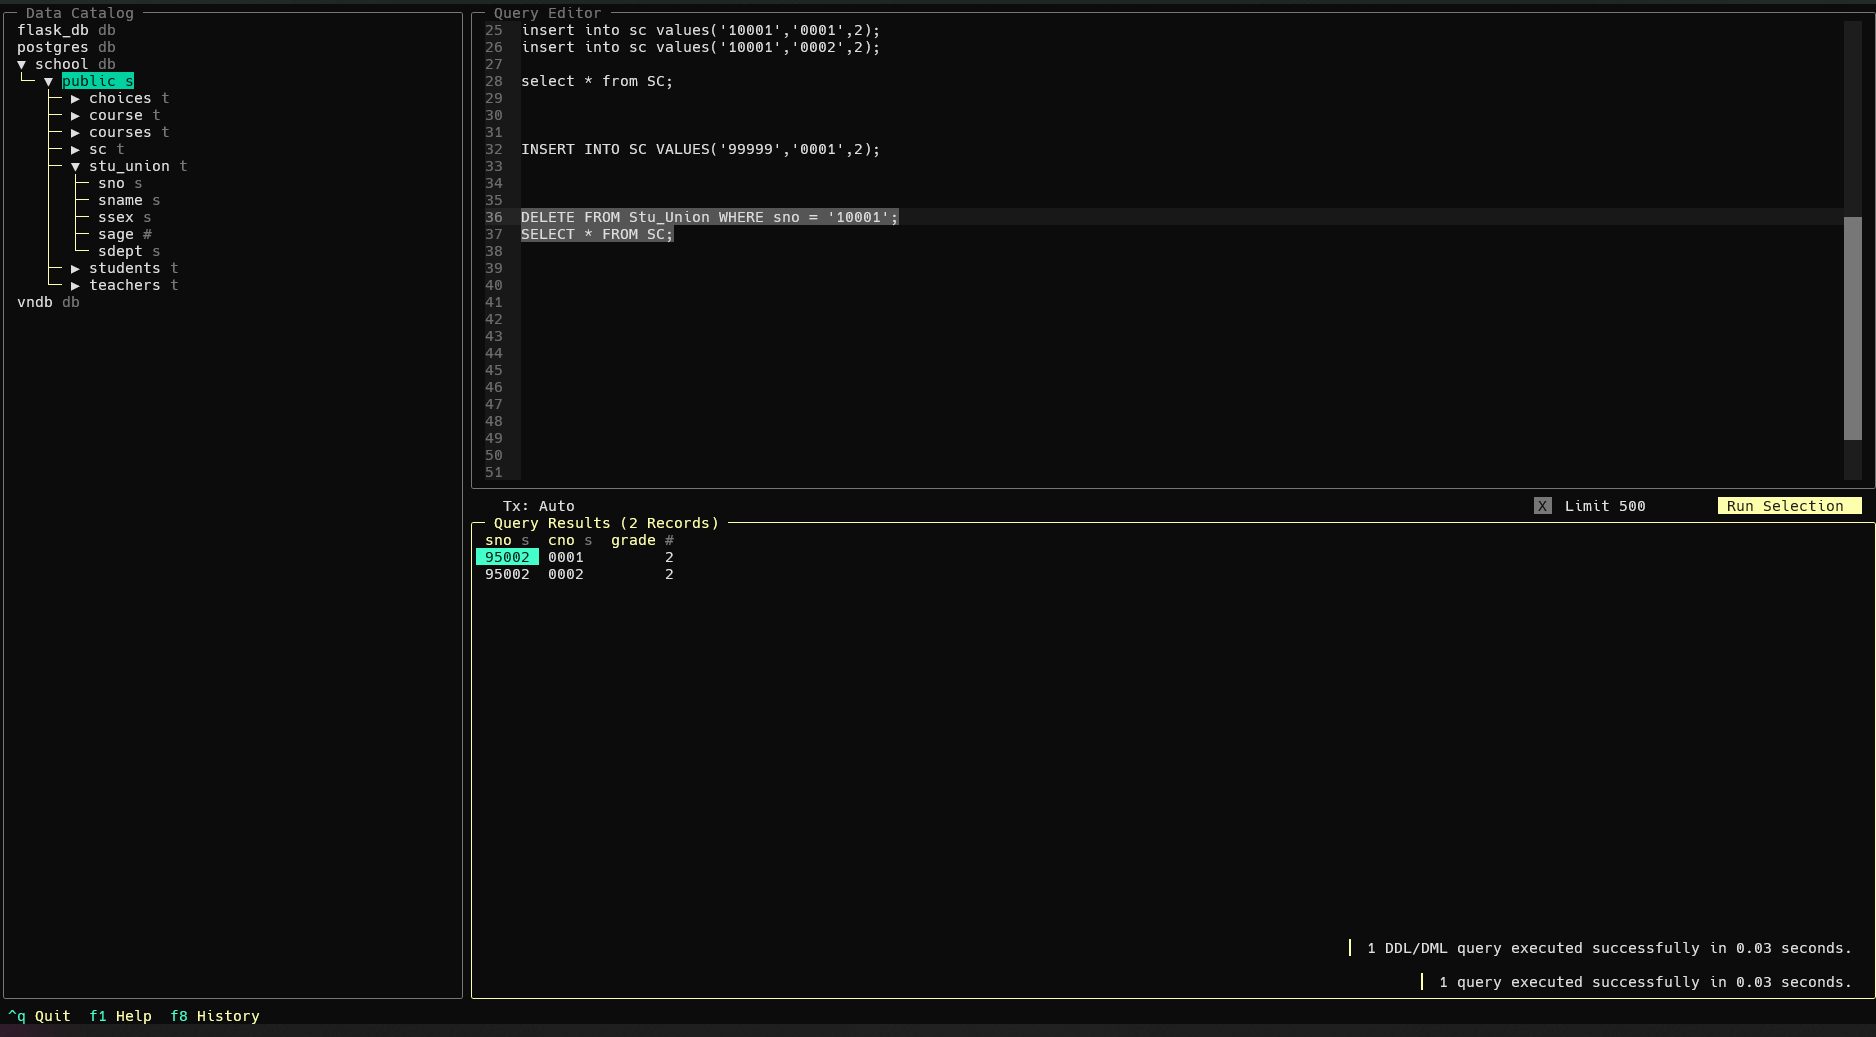 Data Catalog
flask_db db
postgres db
▼ school db
▼ public s
▶ choices t
▶ course t
▶ courses t
▶ sc t
▼ stu_union t
sno s
sname s
ssex s
sage #
sdept s
▶ students t
▶ teachers t
vndb db
Query Editor
25 insert into sc values('10001','0001',2);
26 insert into sc values('10001','0002',2);
27
28 select * from SC;
29
30
31
32 INSERT INTO SC VALUES('99999','0001',2);
33
34
35
36 DELETE FROM Stu_Union WHERE sno = '10001';
37 SELECT * FROM SC;
38
39
40
41
42
43
44
45
46
47
48
49
50
51
Tx: Auto
X Limit 500
Run Selection
Query Results (2 Records)
sno s cno s grade #
95002 0001 2
95002 0002 2
1 DDL/DML query executed successfully in 0.03 seconds.
1 query executed successfully in 0.03 seconds.
^q Quit f1 Help f8 History